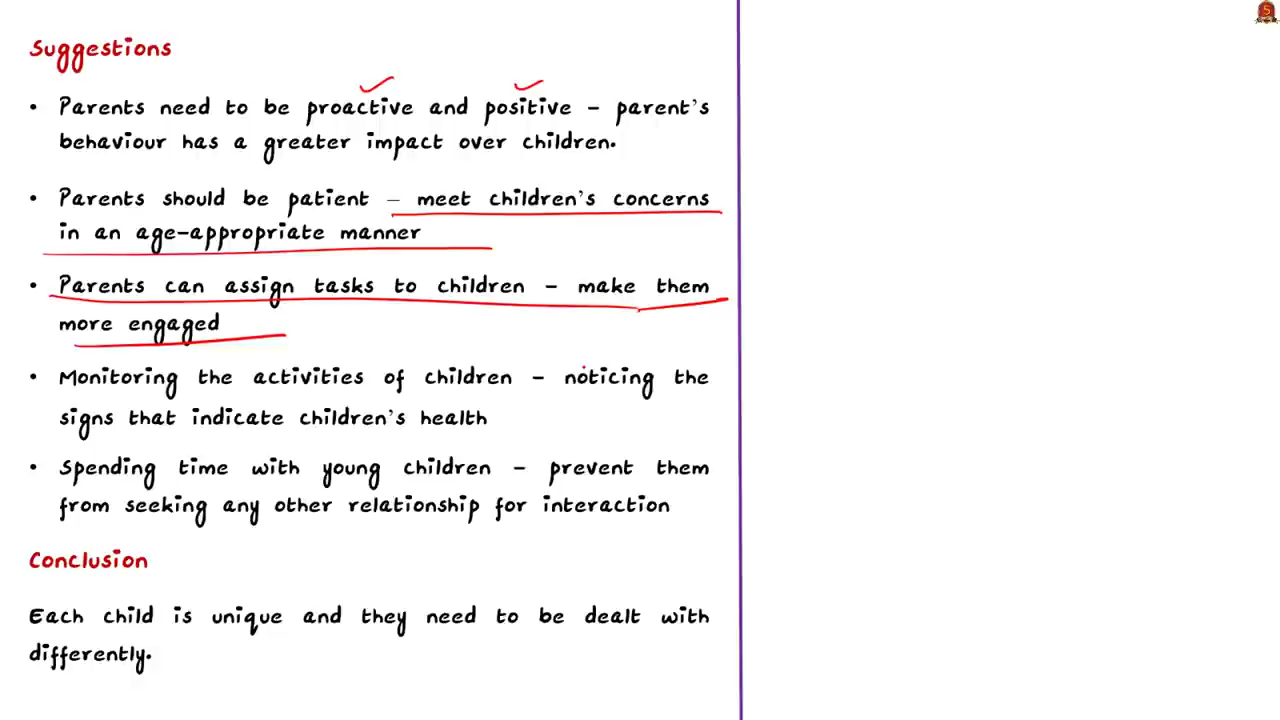 Suggestions
• Parents need to be proactive and positive – parent's
behaviour has a greater impact over children.
• Parents should be patient – meet children's concerns
in an age-appropriate manner
• Parents can assign tasks to children – make them
more engaged
• Monitoring the activities of children – noticing the
signs that indicate children's health
• Spending time with young children – prevent them
from seeking any other relationship for interaction
Conclusion
Each child is unique and they need to be dealt with
differently.